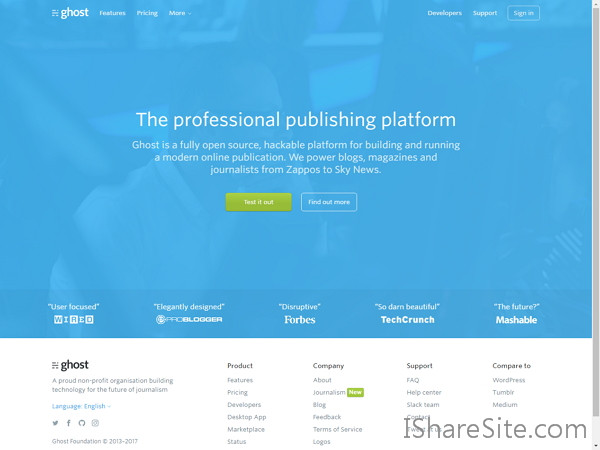 ghost Features Pricing More Developers Support Sign in
The professional publishing platform
Ghost is a fully open source, hackable platform for building and running
a modern online publication. We power blogs, magazines and
journalists from Zappos to Sky News.
Test it out Find out more
“User focused” “Elegantly designed” “Disruptive” “So darn beautiful” “The future?”
WIRED PROBLOGGER Forbes TechCrunch Mashable
ghost Product Company Support Compare to
A proud non-profit organisation building
technology for the future of journalism
Features About FAQ WordPress
Pricing Journalism New Help center Tumblr
Language: English Developers Blog Slack team Medium
Desktop App Feedback Contact
Marketplace Terms of Service Tweet at us
Ghost Foundation © 2013–2017 Status Logos
IShareSite.com